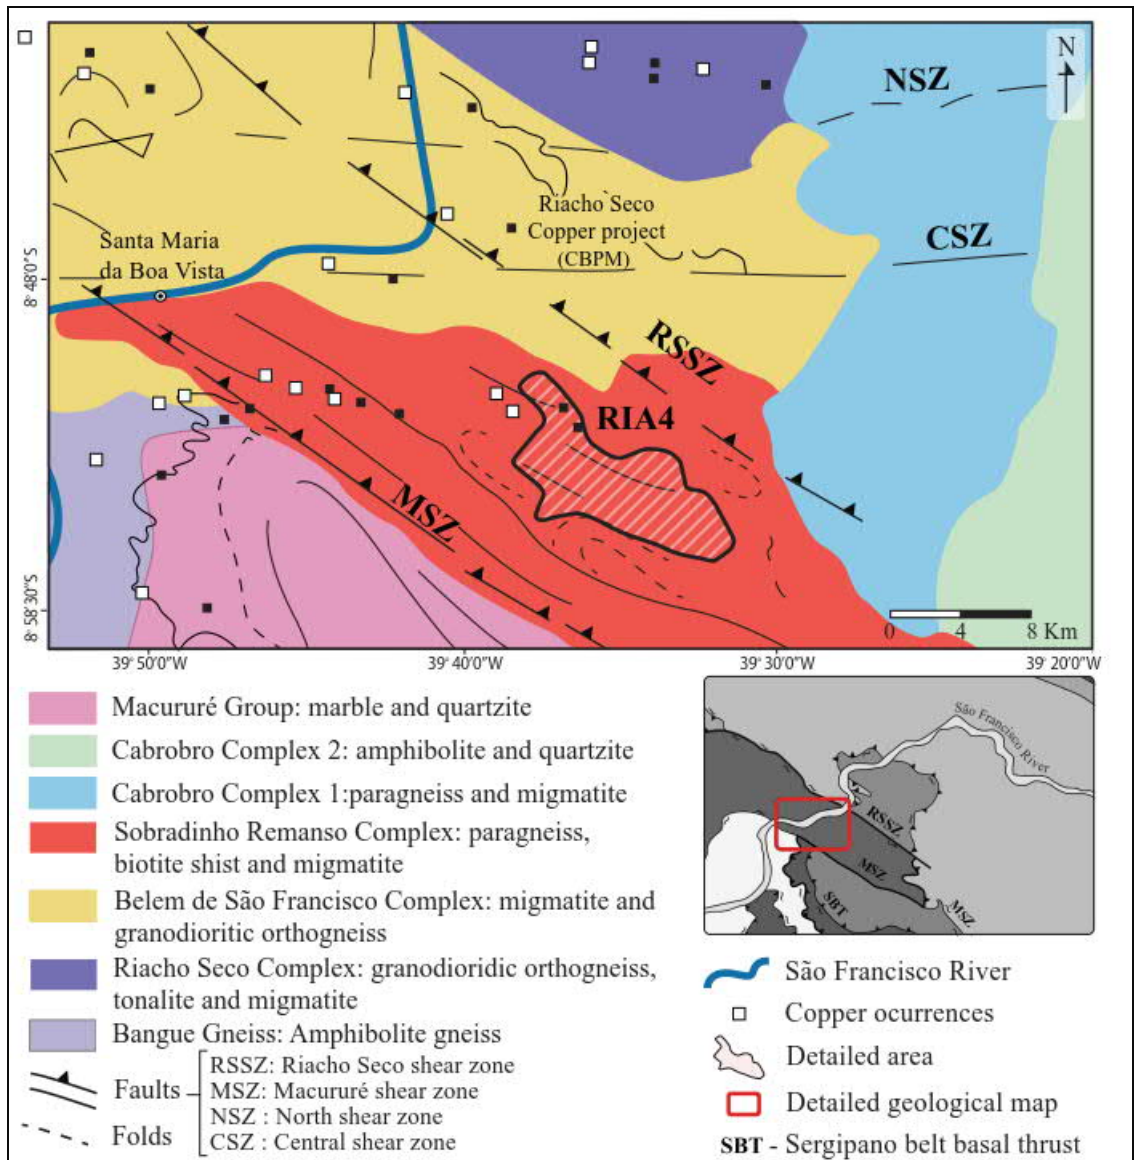 N
NSZ
Riacho Seco
Copper project
(CBPM)
CSZ
Santa Maria
da Boa Vista
8°48'0"S
RSSZ
RIA4
MSZ
8°58'30"S
0 4 8 Km
39°50'0"W 39°40'0"W 39°30'0"W 39°20'0"W
Macururé Group: marble and quartzite
Cabrobro Complex 2: amphibolite and quartzite
Cabrobro Complex 1:paragneiss and migmatite
Sobradinho Remanso Complex: paragneiss,
biotite shist and migmatite
Belem de São Francisco Complex: migmatite and
granodioritic orthogneiss
Riacho Seco Complex: granodioridic orthogneiss,
tonalite and migmatite
Bangue Gneiss: Amphibolite gneiss
Faults
RSSZ: Riacho Seco shear zone
MSZ: Macururé shear zone
NSZ : North shear zone
CSZ : Central shear zone
Folds
São Francisco River
RSSZ
MSZ
SBT
MSZ
São Francisco River
Copper ocurrences
Detailed area
Detailed geological map
SBT - Sergipano belt basal thrust